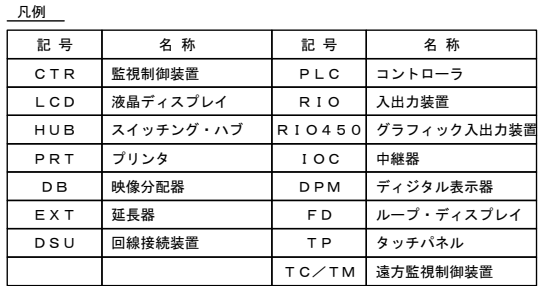 凡例
記 号 名 称 記 号 名 称
ＣＴＲ 監視制御装置 ＰＬＣ コントローラ
ＬＣＤ 液晶ディスプレイ ＲＩＯ 入出力装置
ＨＵＢ スイッチング・ハブ ＲＩＯ４５０ グラフィック入出力装置
ＰＲＴ プリンタ ＩＯＣ 中継器
ＤＢ 映像分配器 ＤＰＭ ディジタル表示器
ＥＸＴ 延長器 ＦＤ ループ・ディスプレイ
ＤＳＵ 回線接続装置 ＴＰ タッチパネル
ＴＣ／ＴＭ 遠方監視制御装置